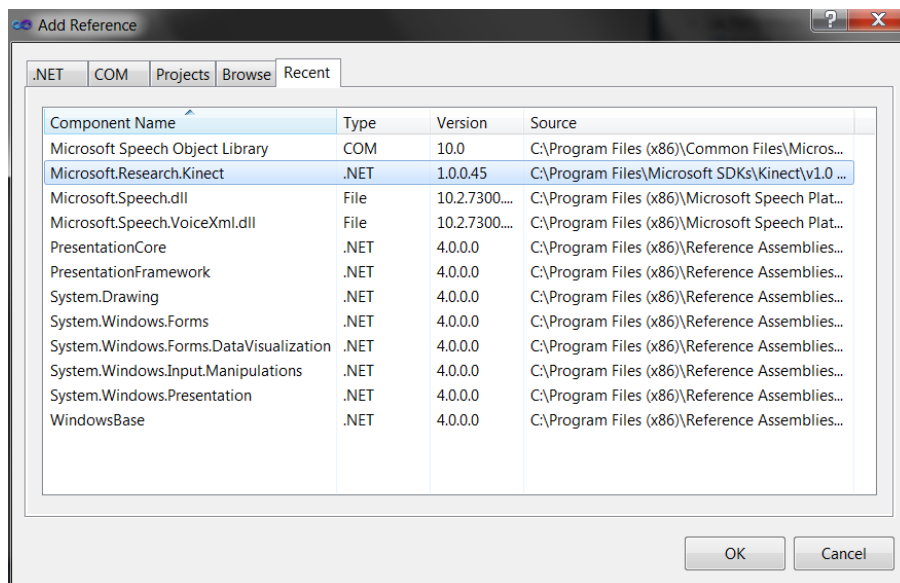 Add Reference
.NET COM Projects Browse Recent
Component Name Type Version Source
Microsoft Speech Object Library COM 10.0 C:\Program Files (x86)\Common Files\Micros...
Microsoft.Research.Kinect .NET 1.0.0.45 C:\Program Files\Microsoft SDKs\Kinect\v1.0 ...
Microsoft.Speech.dll File 10.2.7300.... C:\Program Files (x86)\Microsoft Speech Plat...
Microsoft.Speech.VoiceXml.dll File 10.2.7300.... C:\Program Files (x86)\Microsoft Speech Plat...
PresentationCore .NET 4.0.0.0 C:\Program Files (x86)\Reference Assemblies...
PresentationFramework .NET 4.0.0.0 C:\Program Files (x86)\Reference Assemblies...
System.Drawing .NET 4.0.0.0 C:\Program Files (x86)\Reference Assemblies...
System.Windows.Forms .NET 4.0.0.0 C:\Program Files (x86)\Reference Assemblies...
System.Windows.Forms.DataVisualization .NET 4.0.0.0 C:\Program Files (x86)\Reference Assemblies...
System.Windows.Input.Manipulations .NET 4.0.0.0 C:\Program Files (x86)\Reference Assemblies...
System.Windows.Presentation .NET 4.0.0.0 C:\Program Files (x86)\Reference Assemblies...
WindowsBase .NET 4.0.0.0 C:\Program Files (x86)\Reference Assemblies...
OK Cancel